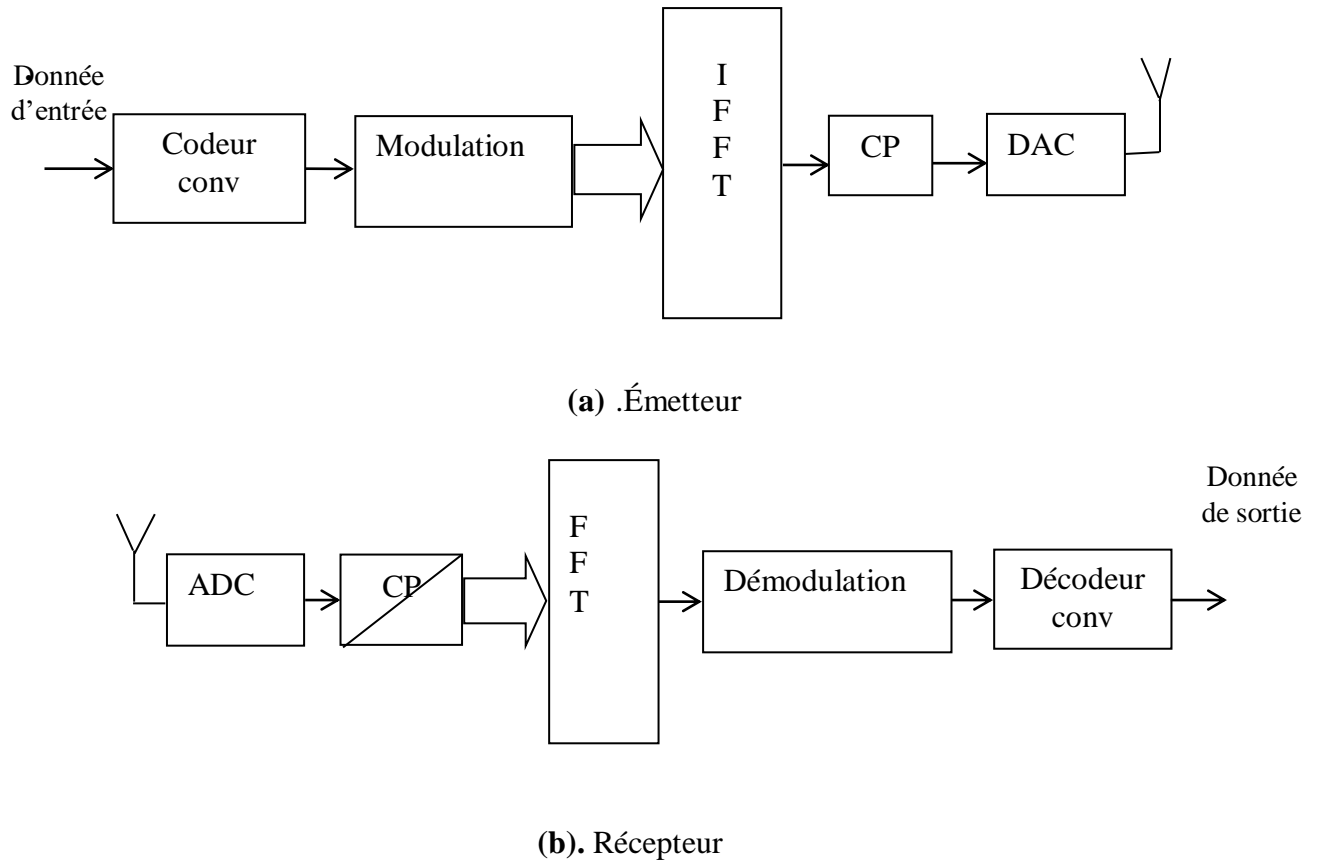 Donnée
d'entrée
Codeur
conv
Modulation
I
F
F
T
CP
DAC
(a) .Émetteur
Donnée
de sortie
ADC
CP
F
F
T
Démodulation
Décodeur
conv
(b). Récepteur